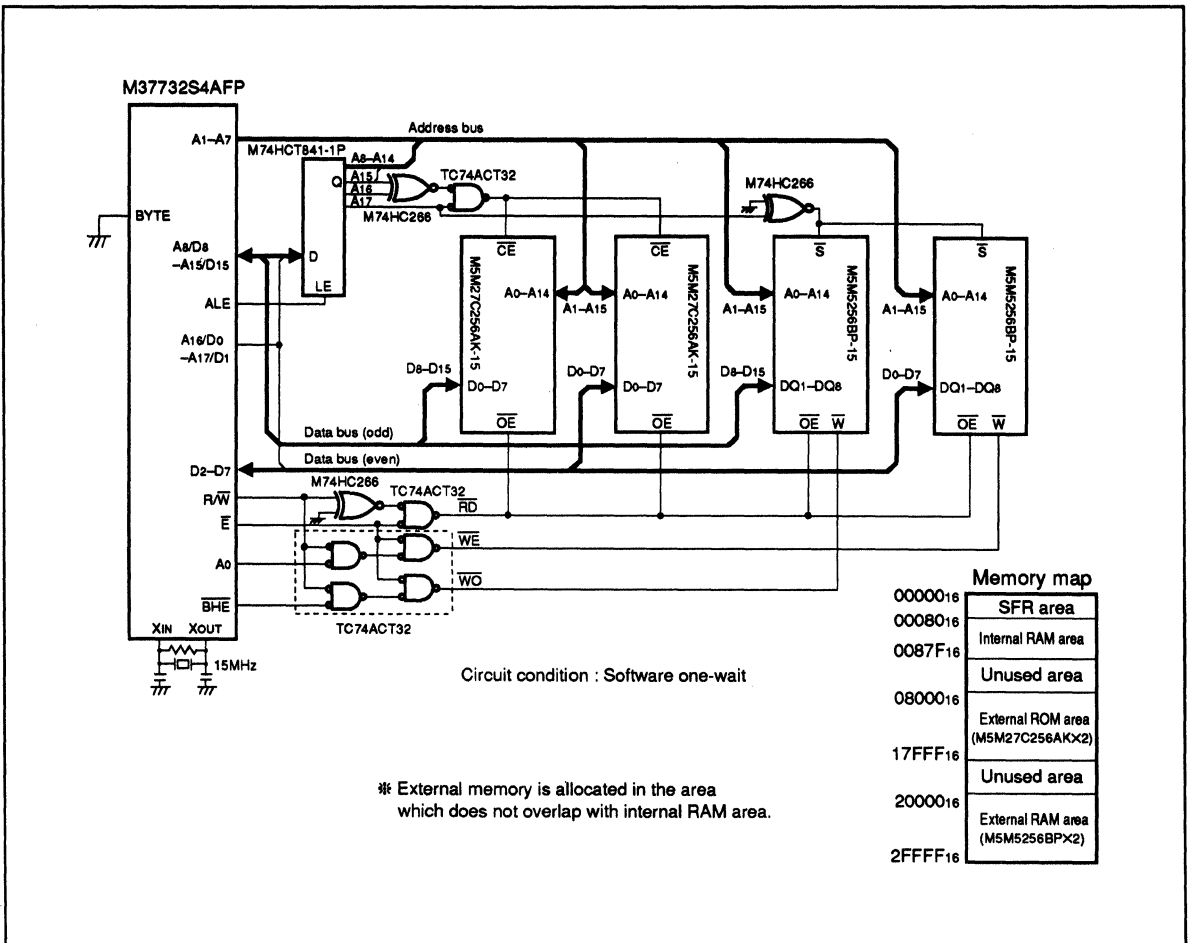 M37732S4AFP
A1–A7
Address bus
M74HCT841-1P
A8–A14
Q
A15
A16
A17
TC74ACT32
M74HC266
M74HC266
BYTE
A8/D8
–A15/D15
D
LE
ALE
A16/D0
–A17/D1
CE
CE
S
S
M5M27C256AK-15
M5M27C256AK-15
M5M5256BP-15
M5M5256BP-15
A0–A14
A1–A15
A0–A14
A1–A15
A0–A14
A1–A15
A0–A14
D8–D15
D0–D7
D0–D7
D0–D7
D8–D15
DQ1–DQ8
D0–D7
DQ1–DQ8
OE
OE
OE
W
OE
W
Data bus (odd)
Data bus (even)
D2–D7
M74HC266
TC74ACT32
R/W
RD
E
WE
A0
WO
BHE
TC74ACT32
XIN
XOUT
15MHz
Circuit condition : Software one-wait
※ External memory is allocated in the area
which does not overlap with internal RAM area.
Memory map
0000016
SFR area
0008016
Internal RAM area
0087F16
Unused area
0800016
External ROM area
(M5M27C256AK×2)
17FFF16
Unused area
2000016
External RAM area
(M5M5256BP×2)
2FFFF16